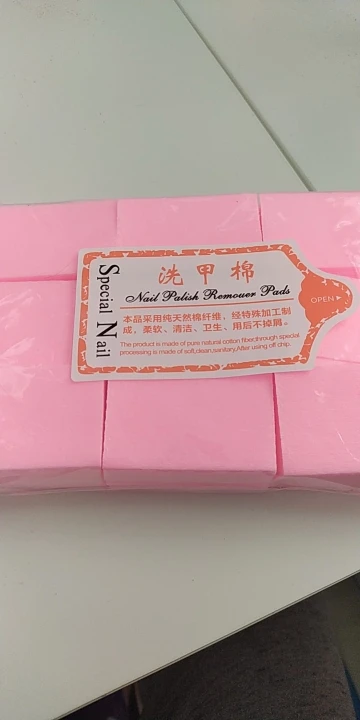 Special Nail
洗甲棉
Nail Palish Remouer Pads
OPEN
本品采用纯天然棉纤维，经特殊加工制
成，柔软、清洁、卫生、用后不掉屑。
The product is made of pure natural cotton fiber,through special
processing is made of soft,clean,sanitary,After using off chip.